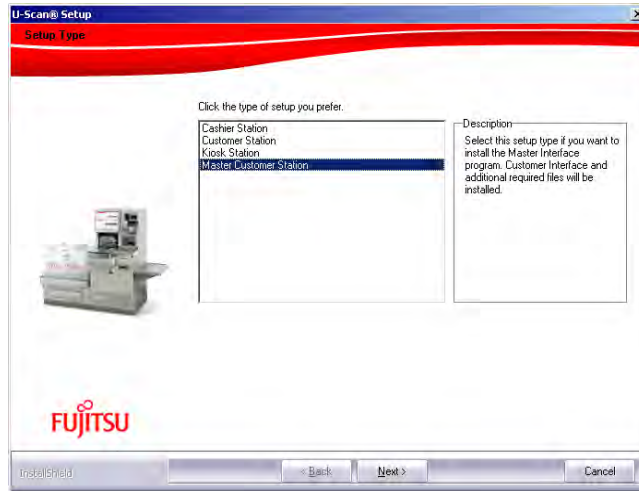 U-Scan® Setup
Setup Type
Click the type of setup you prefer.
Cashier Station
Customer Station
Kiosk Station
Master Customer Station
Description
Select this setup type if you want to
install the Master Interface
program. Customer Interface and
additional required files will be
installed.
FUJITSU
InstallShield
< Back
Next >
Cancel